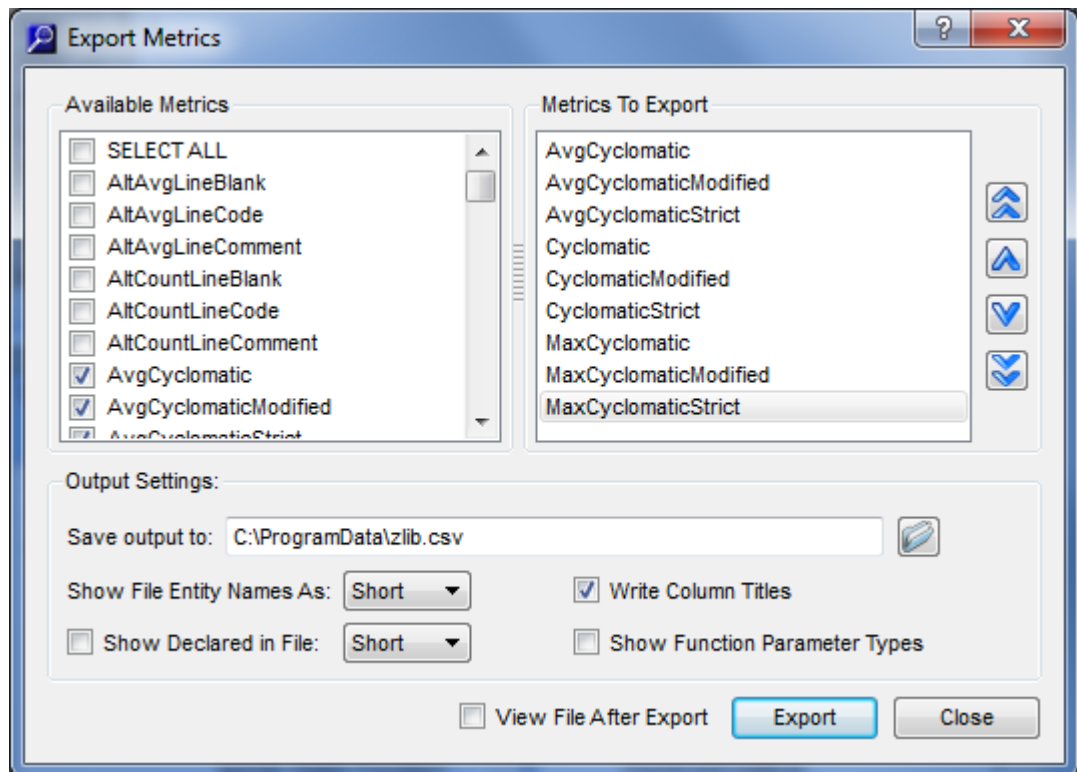 Export Metrics
Available Metrics
SELECT ALL
AltAvgLineBlank
AltAvgLineCode
AltAvgLineComment
AltCountLineBlank
AltCountLineCode
AltCountLineComment
AvgCyclomatic
AvgCyclomaticModified
AvgCyclomaticStrict
Metrics To Export
AvgCyclomatic
AvgCyclomaticModified
AvgCyclomaticStrict
Cyclomatic
CyclomaticModified
CyclomaticStrict
MaxCyclomatic
MaxCyclomaticModified
MaxCyclomaticStrict
Output Settings:
Save output to: C:\ProgramData\zlib.csv
Show File Entity Names As: Short
Write Column Titles
Show Declared in File: Short
Show Function Parameter Types
View File After Export
Export
Close